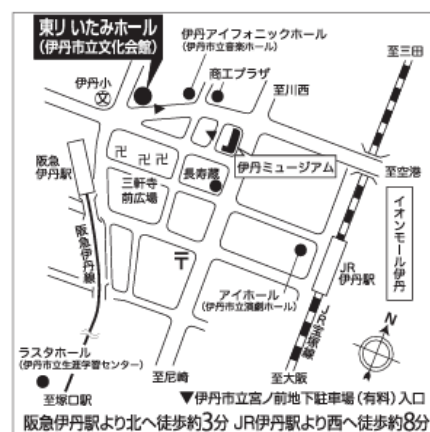 東リ いたみホール
(伊丹市立文化会館)
伊丹アイフォニックホール
(伊丹市立音楽ホール)
至三田
商工プラザ
伊丹小
文
至川西
阪急
伊丹駅
卍 卍 卍
伊丹ミュージアム
至空港
長寿蔵
三軒寺
前広場
イオンモール伊丹
阪急伊丹線
〒
JR
伊丹駅
アイホール
(伊丹市立演劇ホール)
JR宝塚線
N
ラスタホール
(伊丹市立生涯学習センター)
至尼崎
至大阪
至塚口駅
▼伊丹市立宮ノ前地下駐車場(有料)入口
阪急伊丹駅より北へ徒歩約3分 JR伊丹駅より西へ徒歩約8分